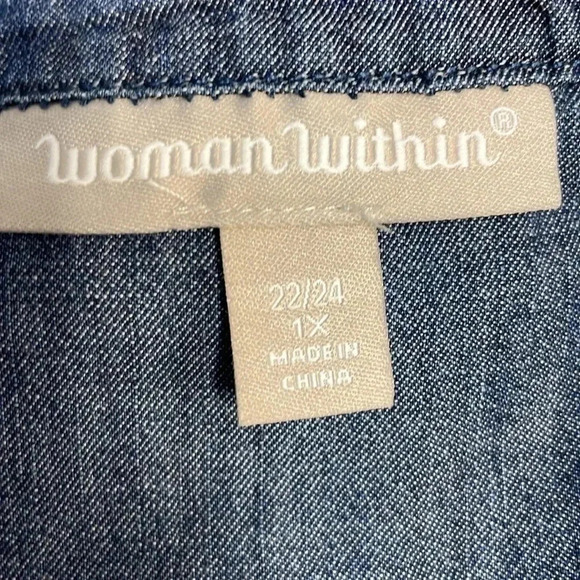 woman within®
22/24
1X
MADE IN
CHINA